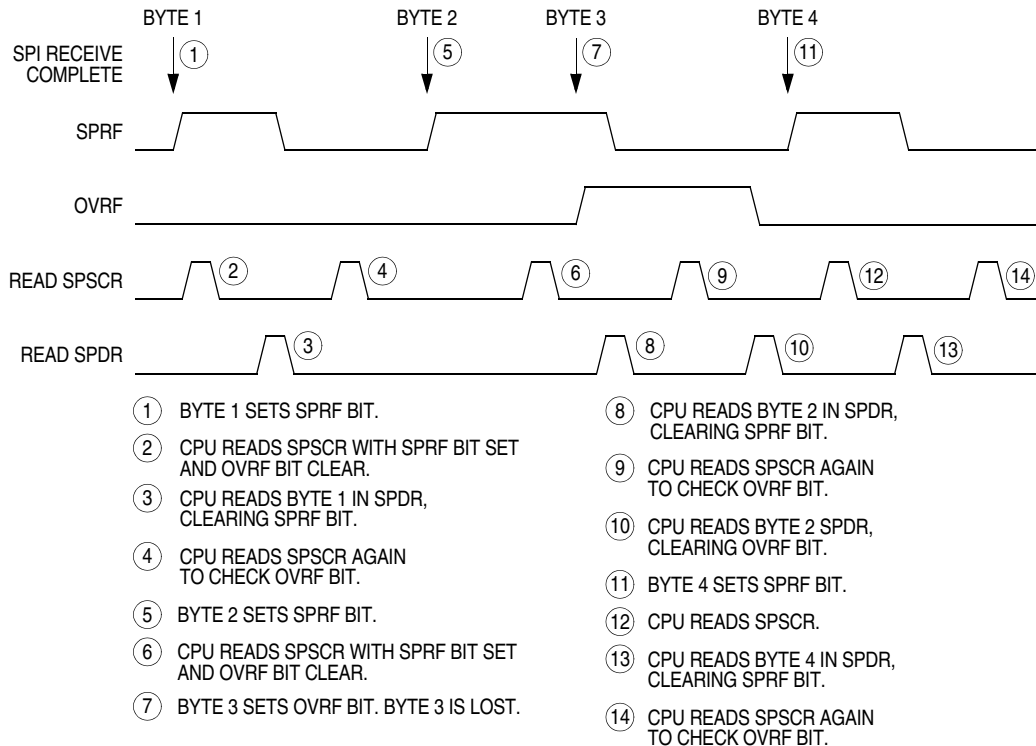 BYTE 1 BYTE 2 BYTE 3 BYTE 4
SPI RECEIVE
COMPLETE
1 5 7 11
SPRF
OVRF
READ SPSCR
2 4 6 9 12 14
READ SPDR
3 8 10 13
1 BYTE 1 SETS SPRF BIT.
2 CPU READS SPSCR WITH SPRF BIT SET
AND OVRF BIT CLEAR.
3 CPU READS BYTE 1 IN SPDR,
CLEARING SPRF BIT.
4 CPU READS SPSCR AGAIN
TO CHECK OVRF BIT.
5 BYTE 2 SETS SPRF BIT.
6 CPU READS SPSCR WITH SPRF BIT SET
AND OVRF BIT CLEAR.
7 BYTE 3 SETS OVRF BIT. BYTE 3 IS LOST.
8 CPU READS BYTE 2 IN SPDR,
CLEARING SPRF BIT.
9 CPU READS SPSCR AGAIN
TO CHECK OVRF BIT.
10 CPU READS BYTE 2 SPDR,
CLEARING OVRF BIT.
11 BYTE 4 SETS SPRF BIT.
12 CPU READS SPSCR.
13 CPU READS BYTE 4 IN SPDR,
CLEARING SPRF BIT.
14 CPU READS SPSCR AGAIN
TO CHECK OVRF BIT.